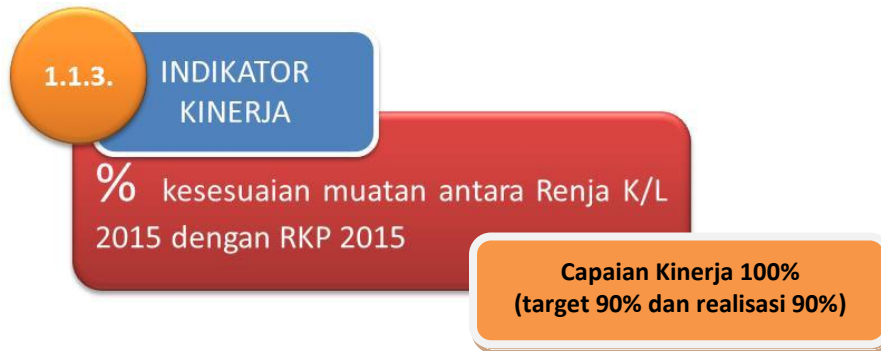 1.1.3.
INDIKATOR
KINERJA
% kesesuaian muatan antara Renja K/L
2015 dengan RKP 2015
Capaian Kinerja 100%
(target 90% dan realisasi 90%)